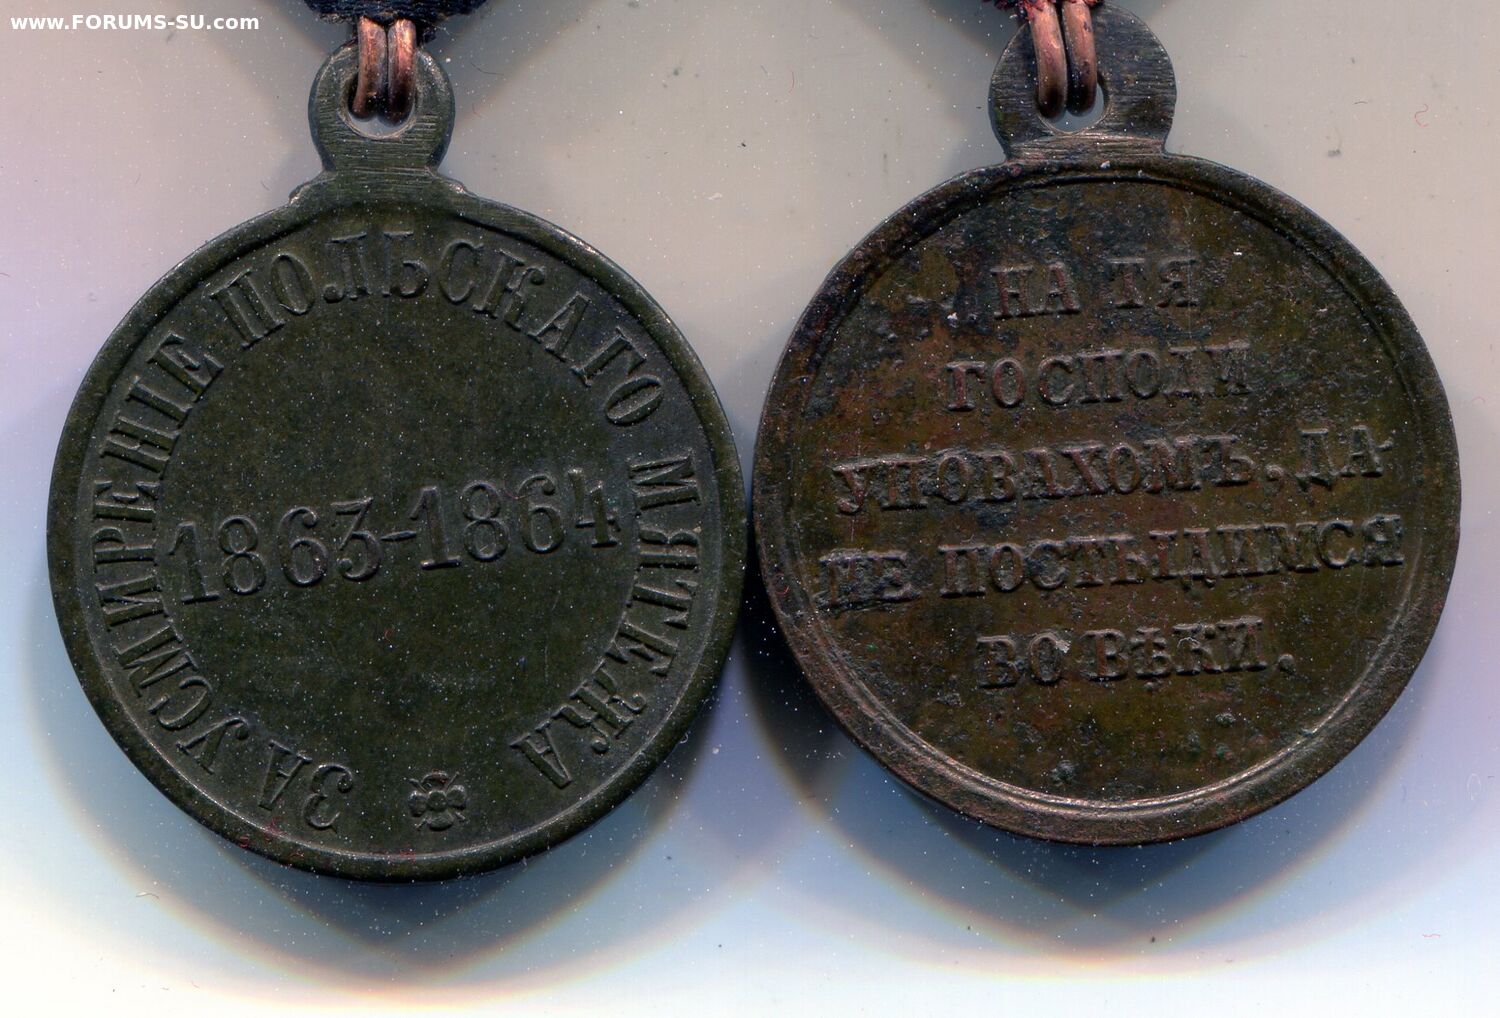 www.FORUMS-SU.com
ЗА УСМИРЕНІЕ ПОЛЬСКАГО МЯТЕЖА
1863-1864
НА ТЯ
ГОСПОДИ
УПОВАХОМЪ, ДА
НЕ ПОСТЫДИМСЯ
ВО ВѢКИ.